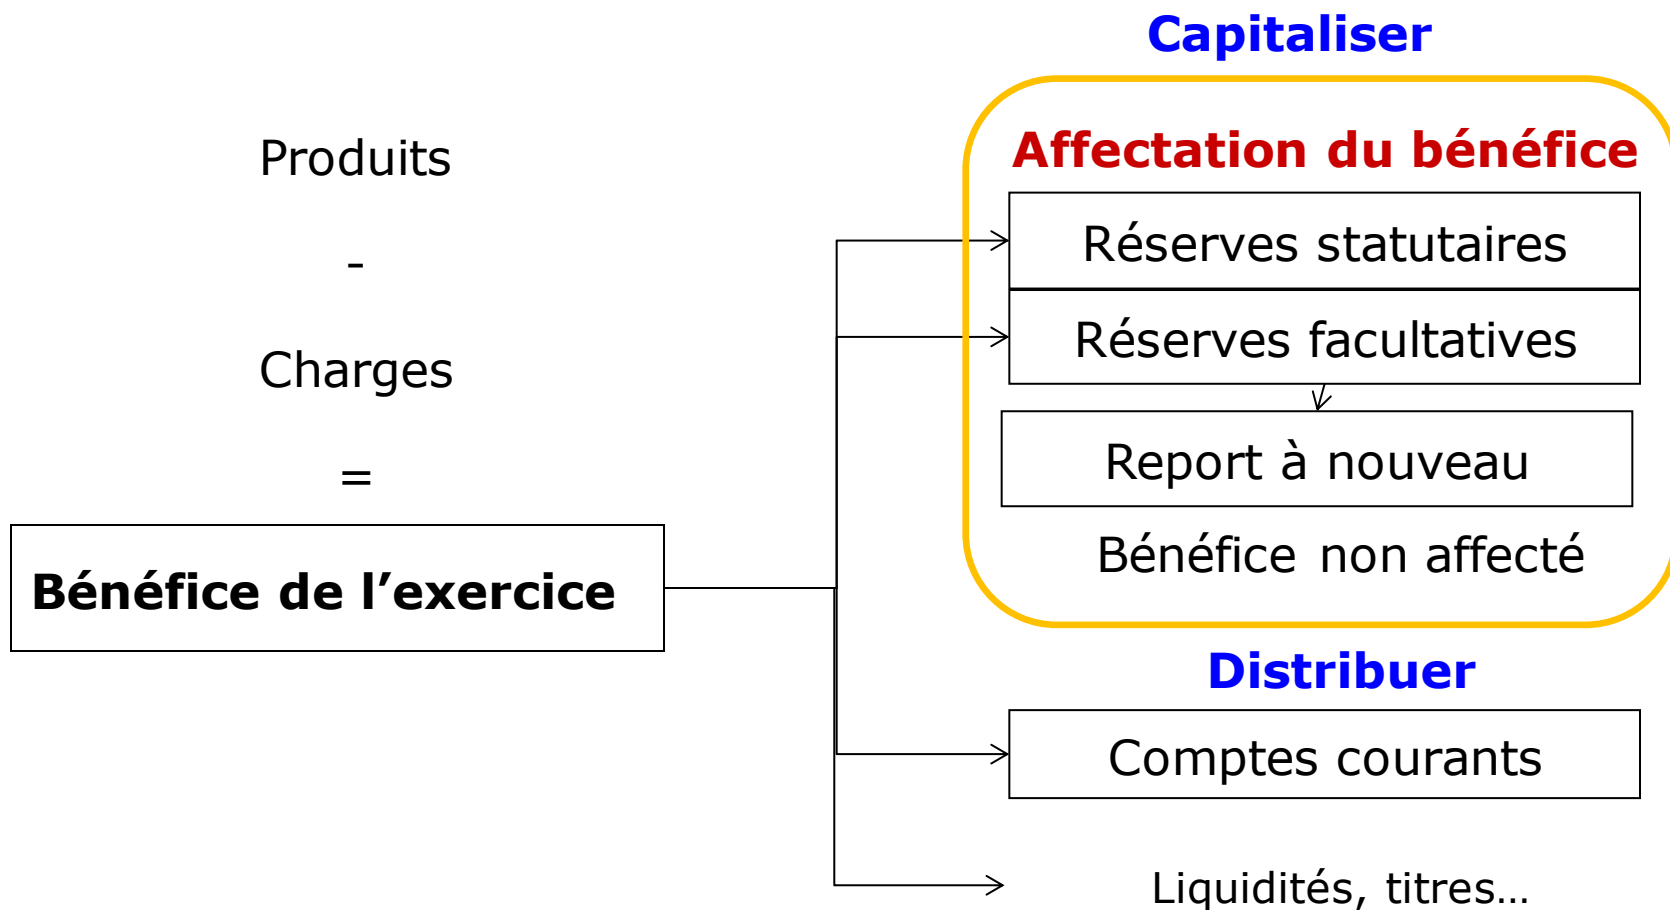 Produits
-
Charges
=
Bénéfice de l’exercice
Capitaliser
Affectation du bénéfice
Réserves statutaires
Réserves facultatives
Report à nouveau
Bénéfice non affecté
Distribuer
Comptes courants
Liquidités, titres…